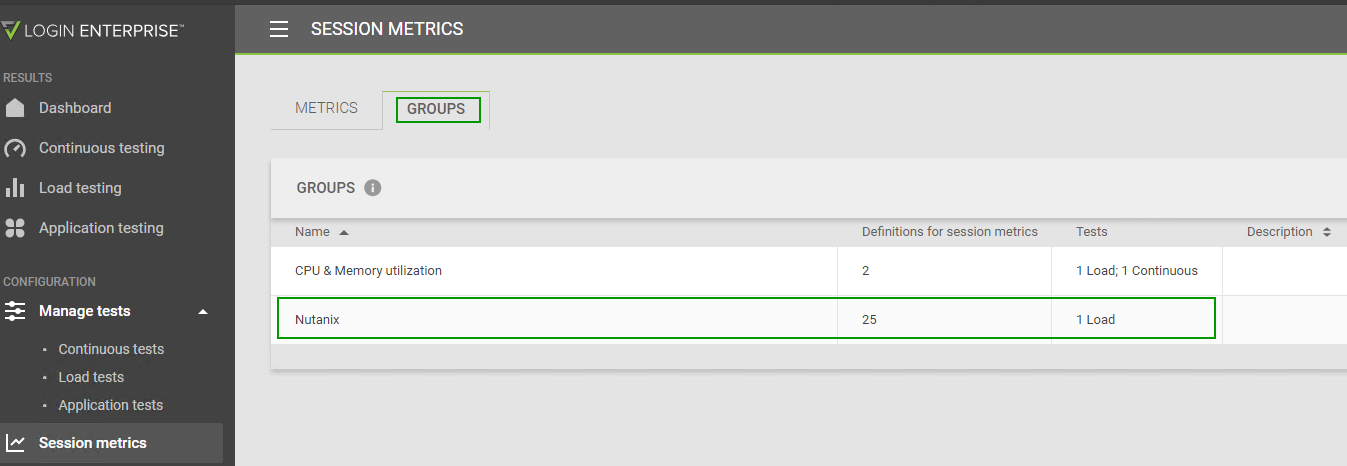 LOGIN ENTERPRISE™
SESSION METRICS
RESULTS
Dashboard
Continuous testing
Load testing
Application testing
CONFIGURATION
Manage tests
Continuous tests
Load tests
Application tests
Session metrics
METRICS GROUPS
GROUPS
Name Definitions for session metrics Tests Description
CPU & Memory utilization 2 1 Load; 1 Continuous
Nutanix 25 1 Load